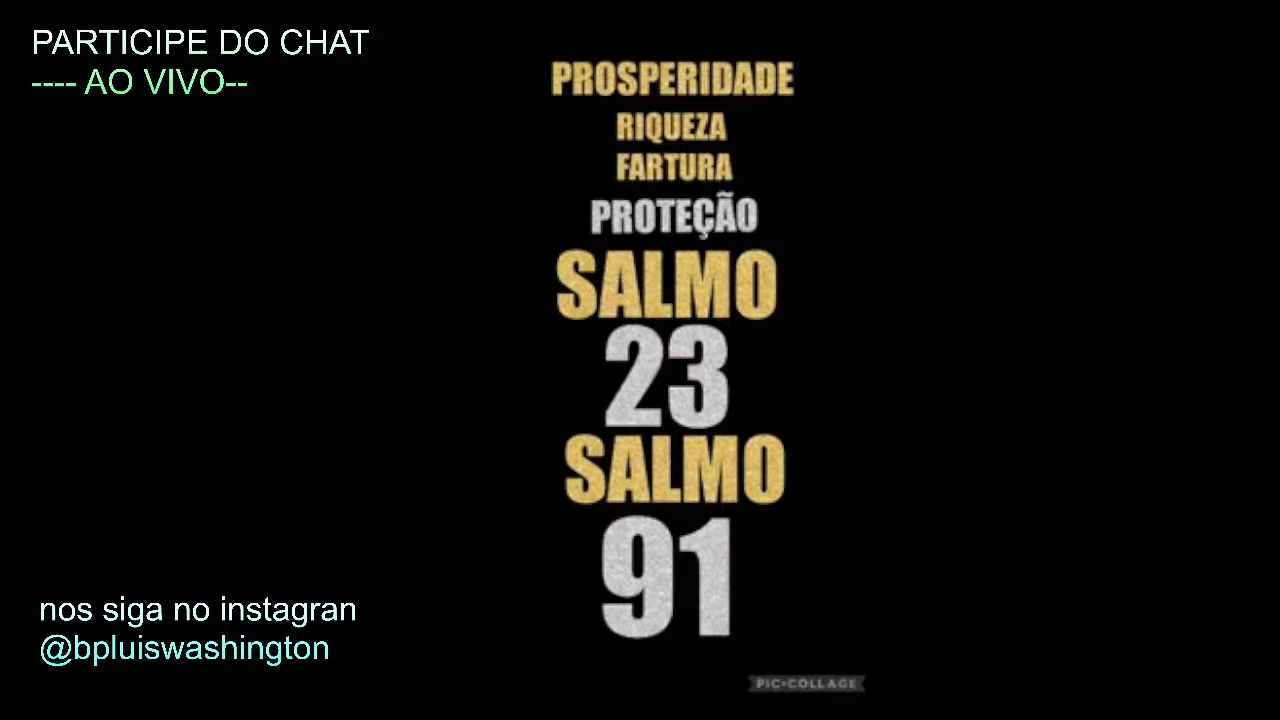 PARTICIPE DO CHAT
---- AO VIVO--
PROSPERIDADE
RIQUEZA
FARTURA
PROTEÇÃO
SALMO
23
SALMO
91
nos siga no instagran
@bpluiswashington
PIC•COLLAGE